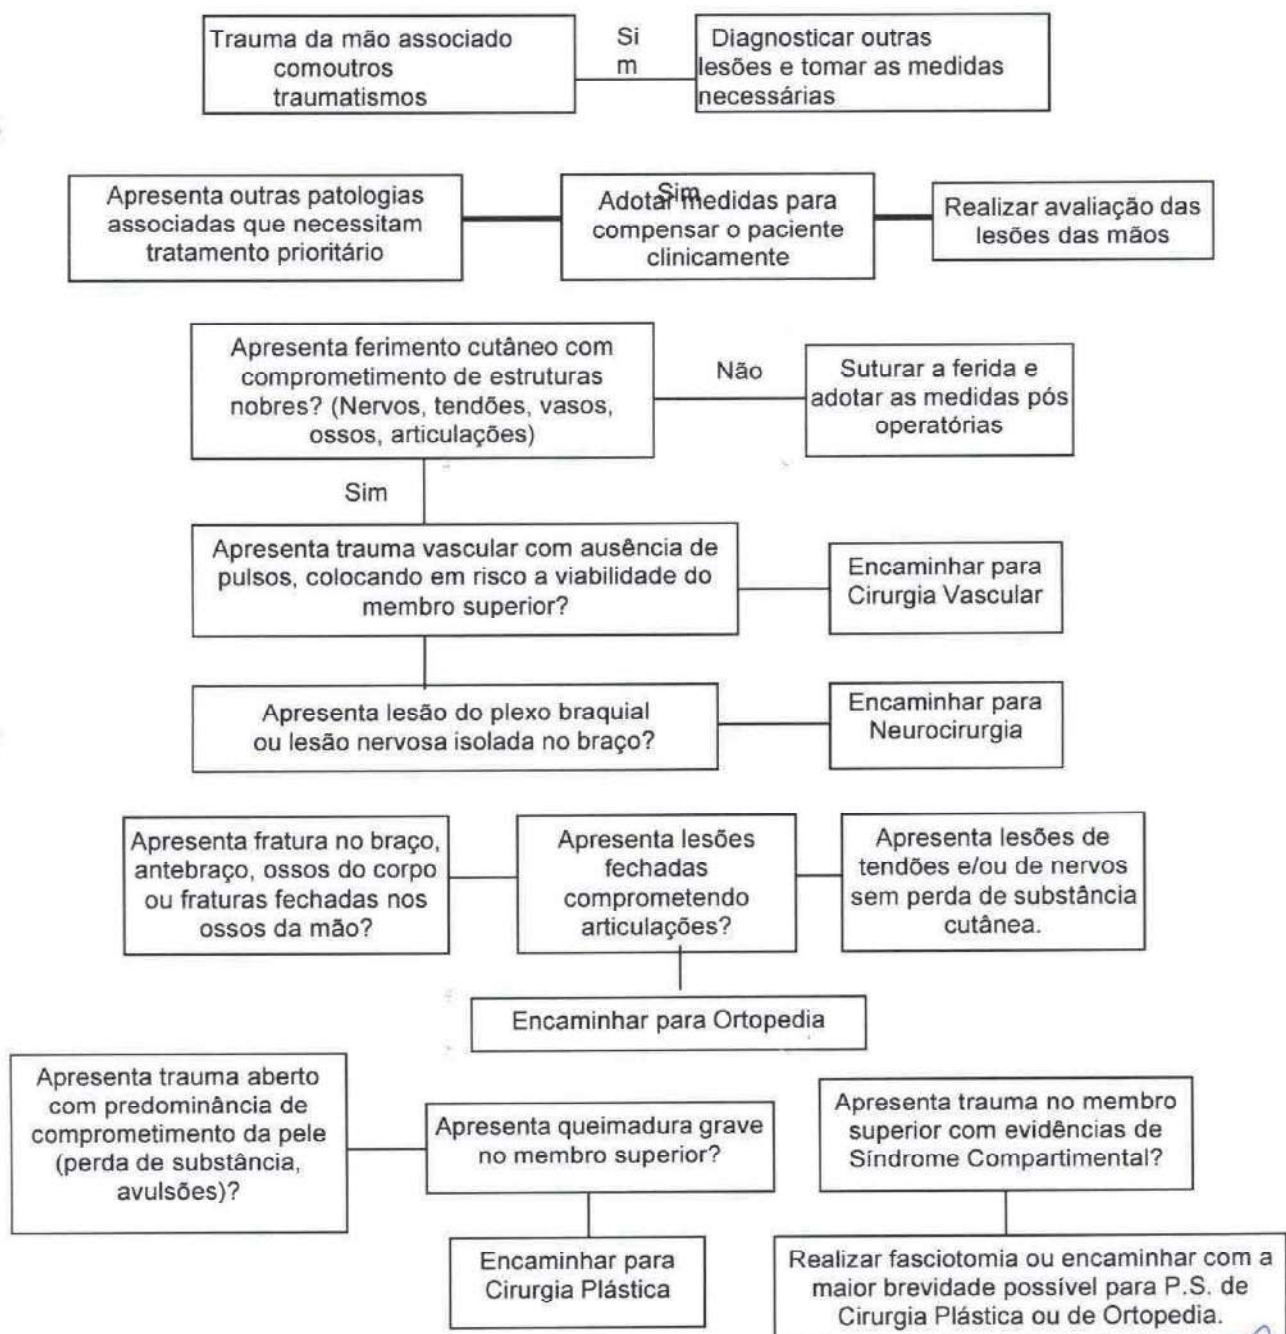 Trauma da mão associado
comoutros
traumatismos
Si
m
Diagnosticar outras
lesões e tomar as medidas
necessárias
Apresenta outras patologias
associadas que necessitam
tratamento prioritário
Sim
Adotar medidas para
compensar o paciente
clinicamente
Realizar avaliação das
lesões das mãos
Apresenta ferimento cutâneo com
comprometimento de estruturas
nobres? (Nervos, tendões, vasos,
ossos, articulações)
Não
Suturar a ferida e
adotar as medidas pós
operatórias
Sim
Apresenta trauma vascular com ausência de
pulsos, colocando em risco a viabilidade do
membro superior?
Encaminhar para
Cirurgia Vascular
Apresenta lesão do plexo braquial
ou lesão nervosa isolada no braço?
Encaminhar para
Neurocirurgia
Apresenta fratura no braço,
antebraço, ossos do corpo
ou fraturas fechadas nos
ossos da mão?
Apresenta lesões
fechadas
comprometendo
articulações?
Apresenta lesões de
tendões e/ou de nervos
sem perda de substância
cutânea.
Encaminhar para Ortopedia
Apresenta trauma aberto
com predominância de
comprometimento da pele
(perda de substância,
avulsões)?
Apresenta queimadura grave
no membro superior?
Apresenta trauma no membro
superior com evidências de
Síndrome Compartimental?
Encaminhar para
Cirurgia Plástica
Realizar fasciotomia ou encaminhar com a
maior brevidade possível para P.S. de
Cirurgia Plástica ou de Ortopedia.